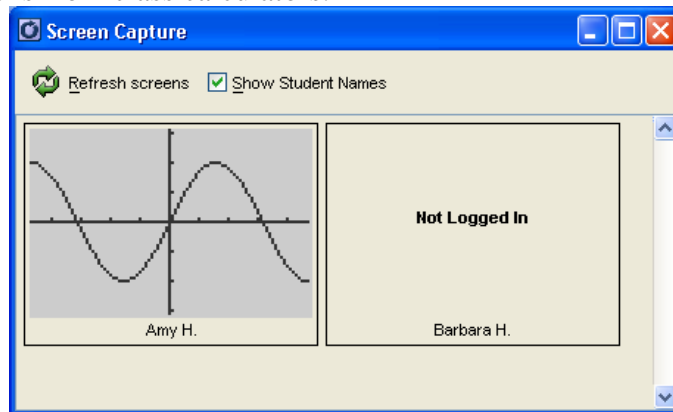 Screen Capture
Refresh screens Show Student Names
Not Logged In
Amy H. Barbara H.